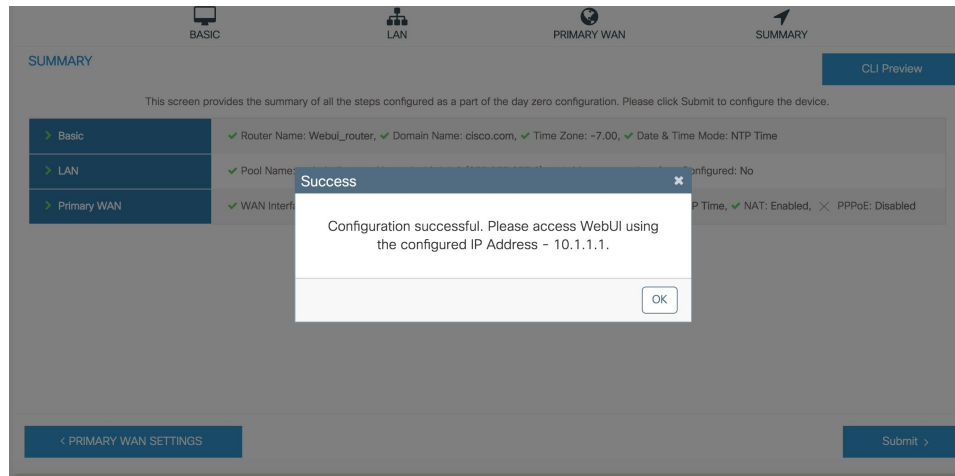 BASIC
LAN
PRIMARY WAN
SUMMARY
SUMMARY
CLI Preview
This screen provides the summary of all the steps configured as a part of the day zero configuration. Please click Submit to configure the device.
> Basic
✔ Router Name: Webui_router, ✔ Domain Name: cisco.com, ✔ Time Zone: -7.00, ✔ Date & Time Mode: NTP Time
> LAN
✔ Pool Name:
onfigured: No
> Primary WAN
✔ WAN Interfa
P Time, ✔ NAT: Enabled, ✕ PPPoE: Disabled
Success
Configuration successful. Please access WebUI using
the configured IP Address - 10.1.1.1.
OK
< PRIMARY WAN SETTINGS
Submit >